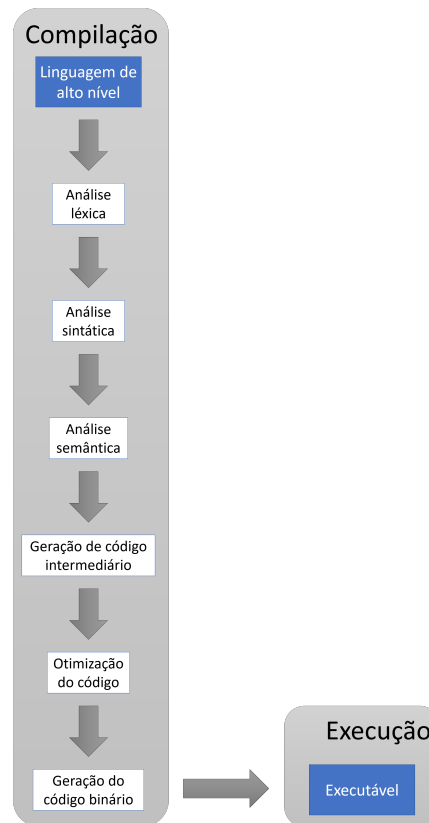 Compilação
Linguagem de
alto nível
Análise
léxica
Análise
sintática
Análise
semântica
Geração de código
intermediário
Otimização
do código
Geração do
código binário
Execução
Executável